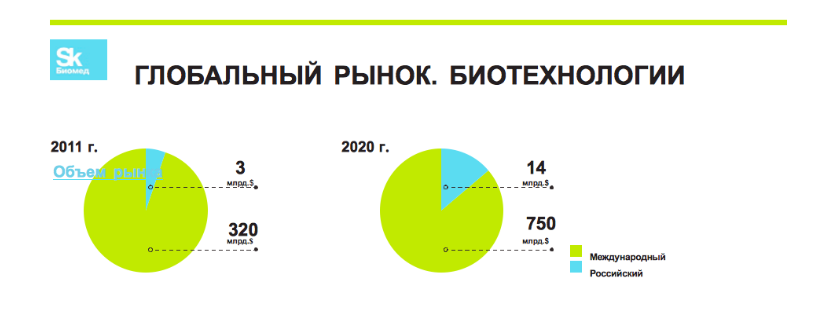 Sk
Биомед
ГЛОБАЛЬНЫЙ РЫНОК. БИОТЕХНОЛОГИИ
2011 г.
Объем рынка
3
млрд.$
320
млрд.$
2020 г.
14
млрд.$
750
млрд.$
Международный
Российский